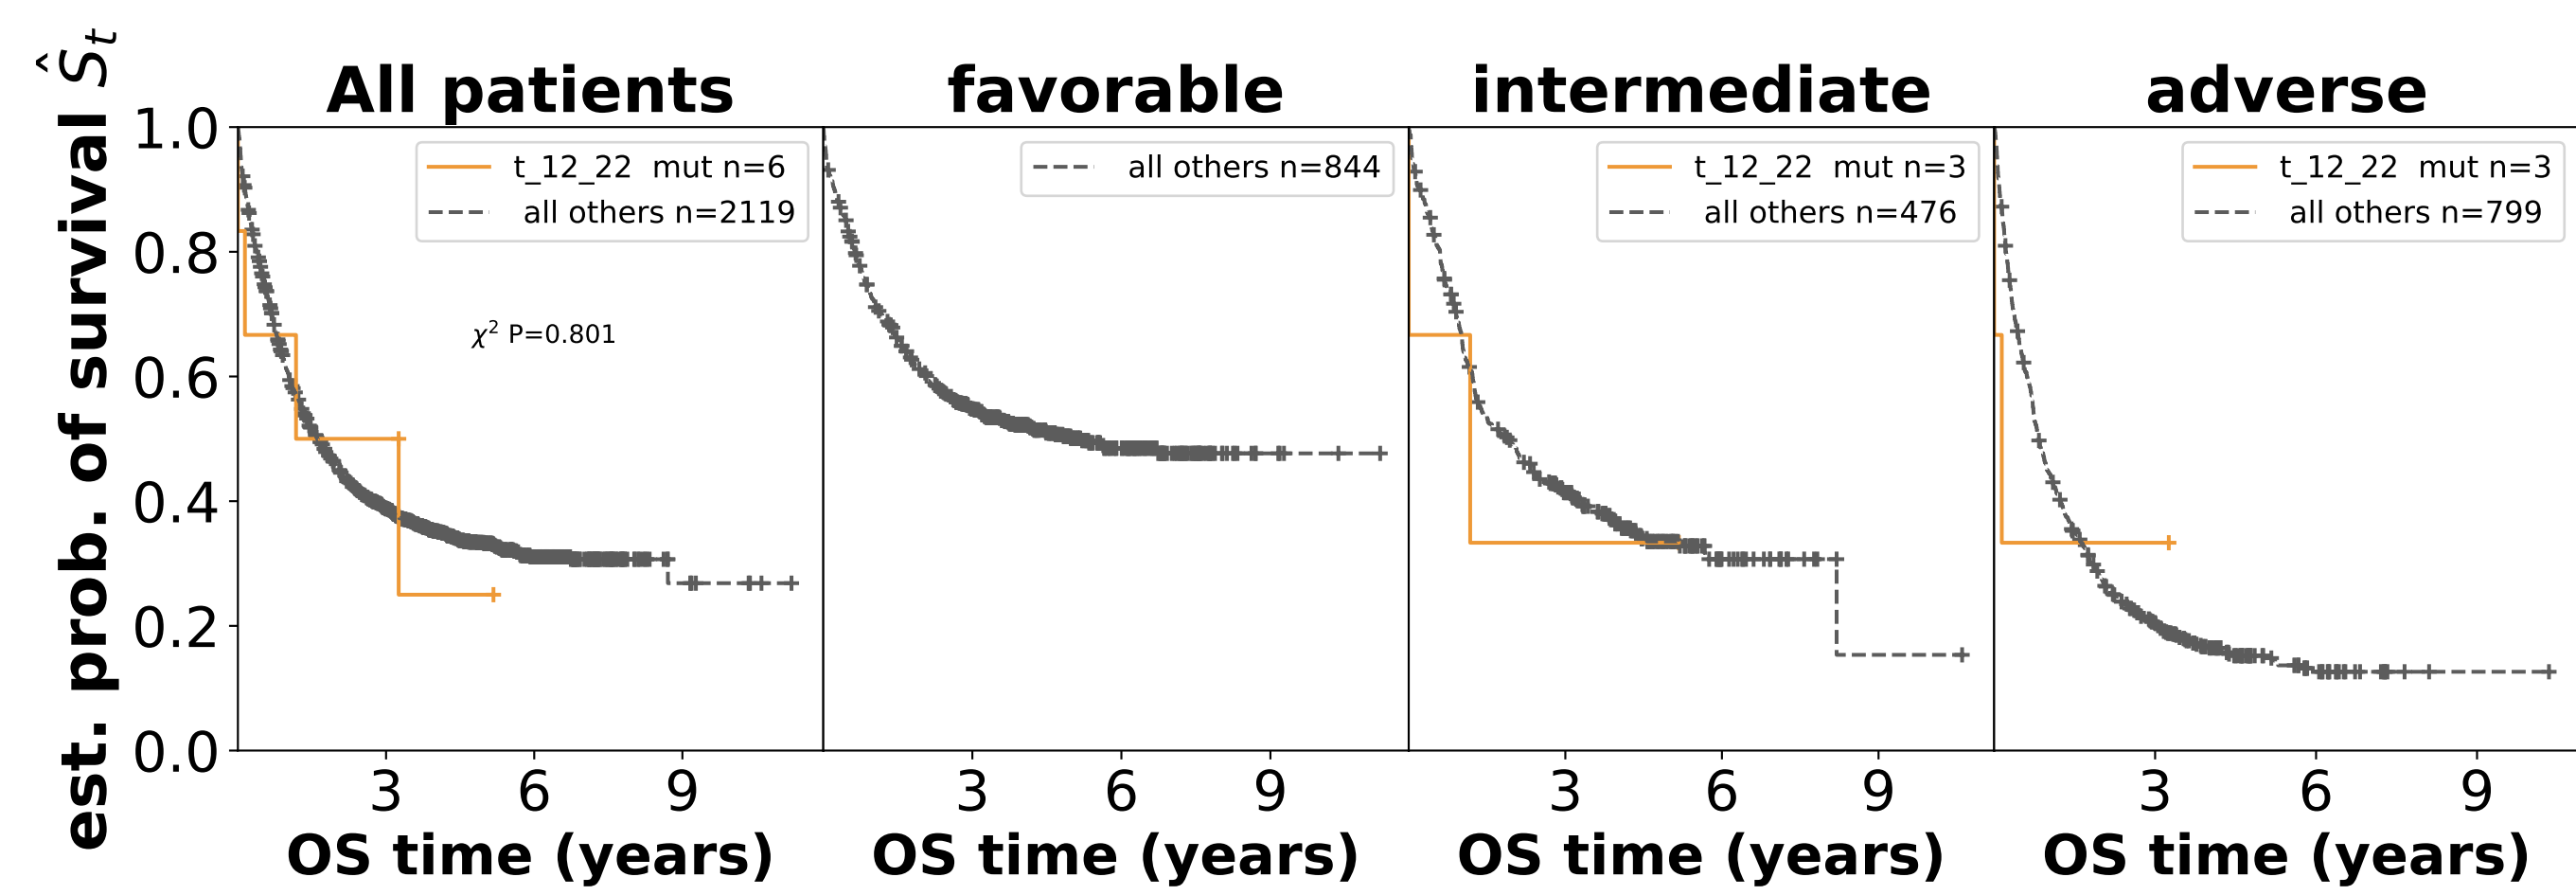 est. prob. of survival Ŝt
All patients
1.0
0.8
0.6
0.4
0.2
0.0
t_12_22 mut n=6
all others n=2119
χ² P=0.801
3 6 9
OS time (years)
favorable
all others n=844
3 6 9
OS time (years)
intermediate
t_12_22 mut n=3
all others n=476
3 6 9
OS time (years)
adverse
t_12_22 mut n=3
all others n=799
3 6 9
OS time (years)